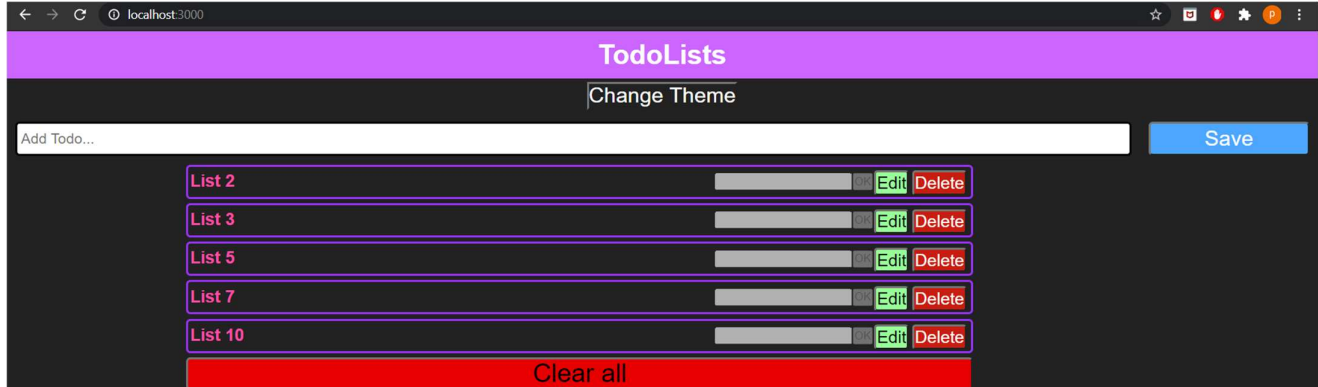 localhost:3000
TodoLists
Change Theme
Add Todo...
Save
List 2 OK Edit Delete
List 3 OK Edit Delete
List 5 OK Edit Delete
List 7 OK Edit Delete
List 10 OK Edit Delete
Clear all